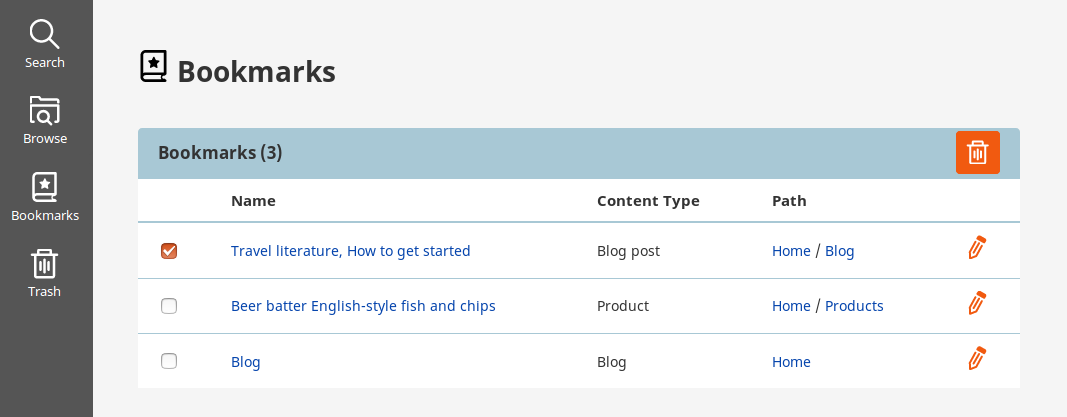 Search
Browse
Bookmarks
Trash
Bookmarks
Bookmarks (3)
Name Content Type Path
Travel literature, How to get started Blog post Home / Blog
Beer batter English-style fish and chips Product Home / Products
Blog Blog Home